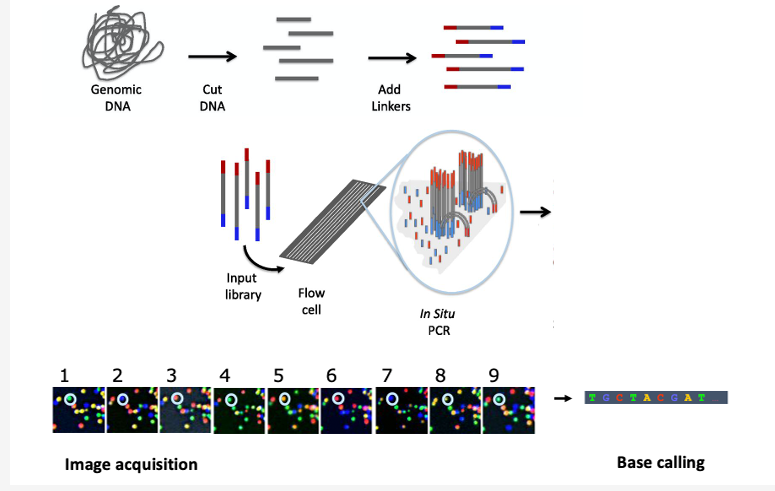 Genomic
DNA
Cut
DNA
Add
Linkers
Input
library
Flow
cell
In Situ
PCR
1 2 3 4 5 6 7 8 9
T G C T A C G A T ...
Image acquisition
Base calling